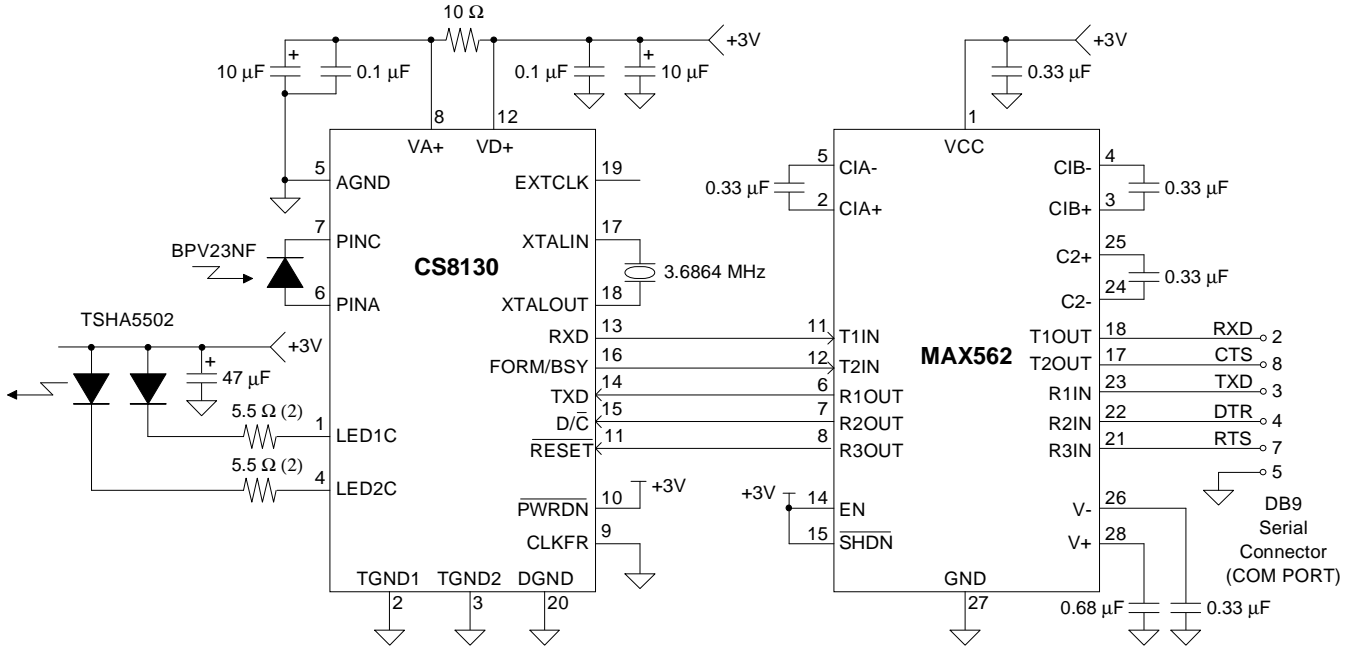 10 Ω
+3V
+3V
+
10 µF
0.1 µF
0.1 µF
+
10 µF
0.33 µF
8
12
1
VA+
VD+
VCC
5
AGND
EXTCLK
19
5
CIA-
CIB-
4
0.33 µF
0.33 µF
2
CIA+
CIB+
3
7
PINC
XTALIN
17
BPV23NF
CS8130
3.6864 MHz
C2+
25
0.33 µF
6
PINA
XTALOUT
18
C2-
24
TSHA5502
+3V
RXD
13
11
T1IN
MAX562
T1OUT
18
RXD
2
+
47 µF
FORM/BSY
16
12
T2IN
T2OUT
17
CTS
8
TXD
14
6
R1OUT
R1IN
23
TXD
3
5.5 Ω (2)
1
LED1C
D/C̅
15
7
R2OUT
R2IN
22
DTR
4
RESET
11
8
R3OUT
R3IN
21
RTS
7
5.5 Ω (2)
4
LED2C
5
+3V
+3V
PWRDN
10
14
EN
V-
26
DB9
Serial
Connector
(COM PORT)
CLKFR
9
15
SHDN
V+
28
TGND1
TGND2
DGND
GND
2
3
20
27
0.68 µF
0.33 µF